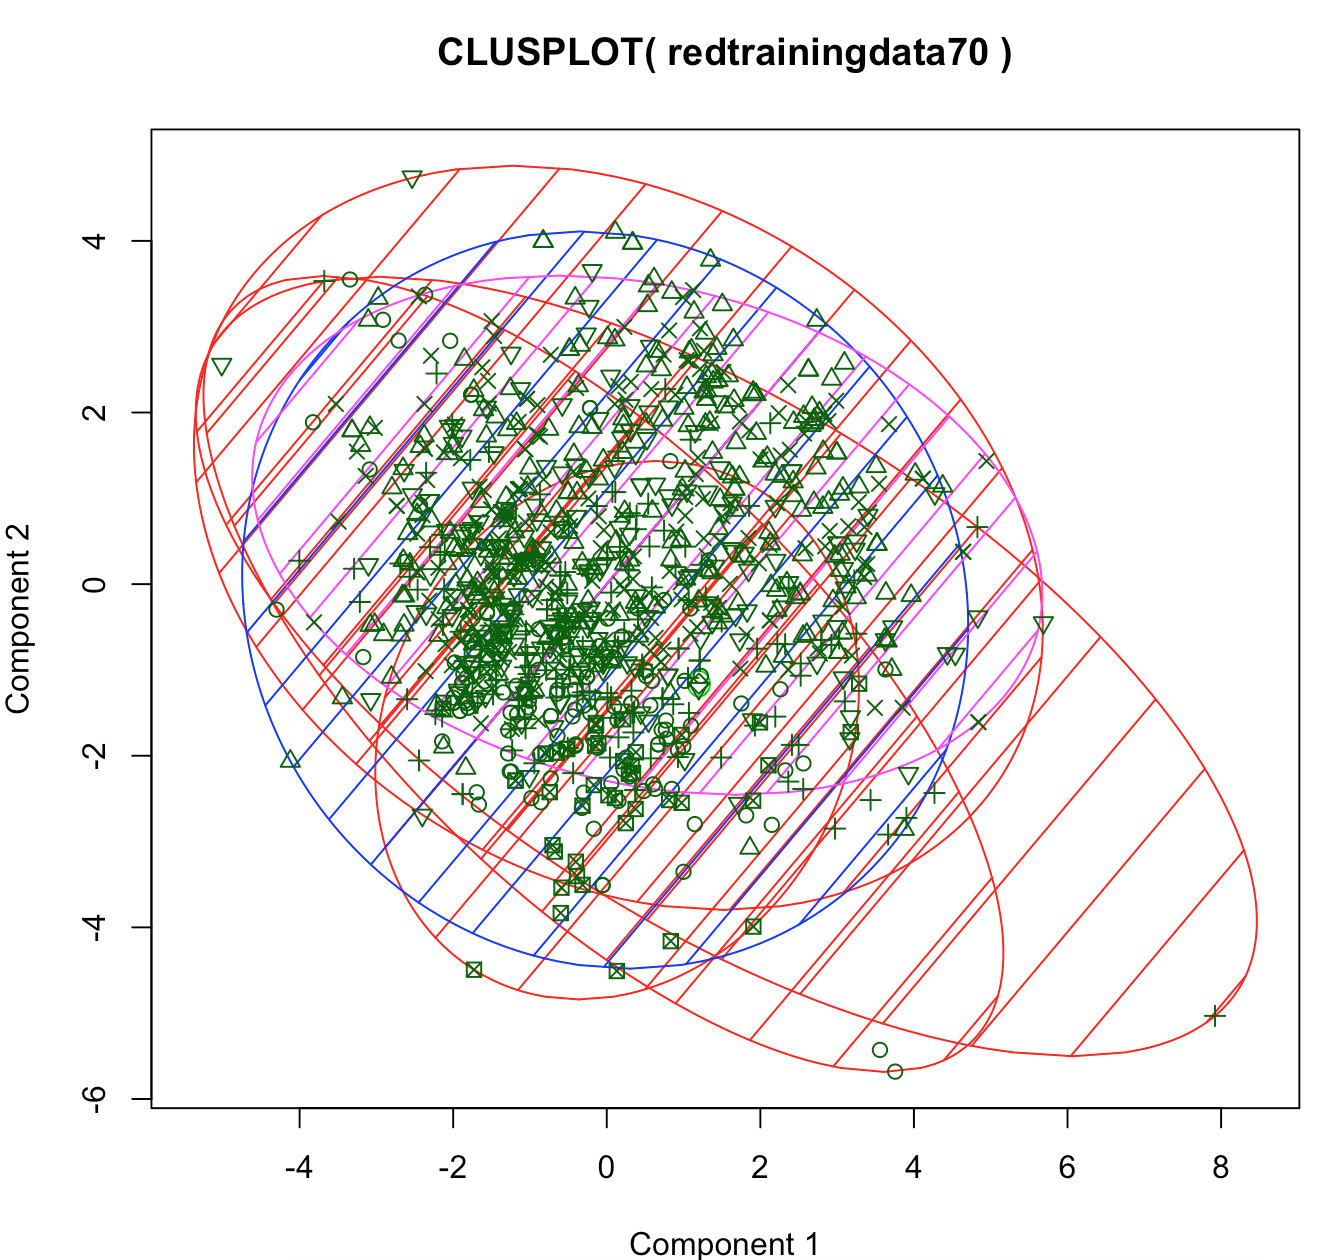 CLUSPLOT( redtrainingdata70 )
Component 2
4
2
0
-2
-4
-6
-4 -2 0 2 4 6 8
Component 1